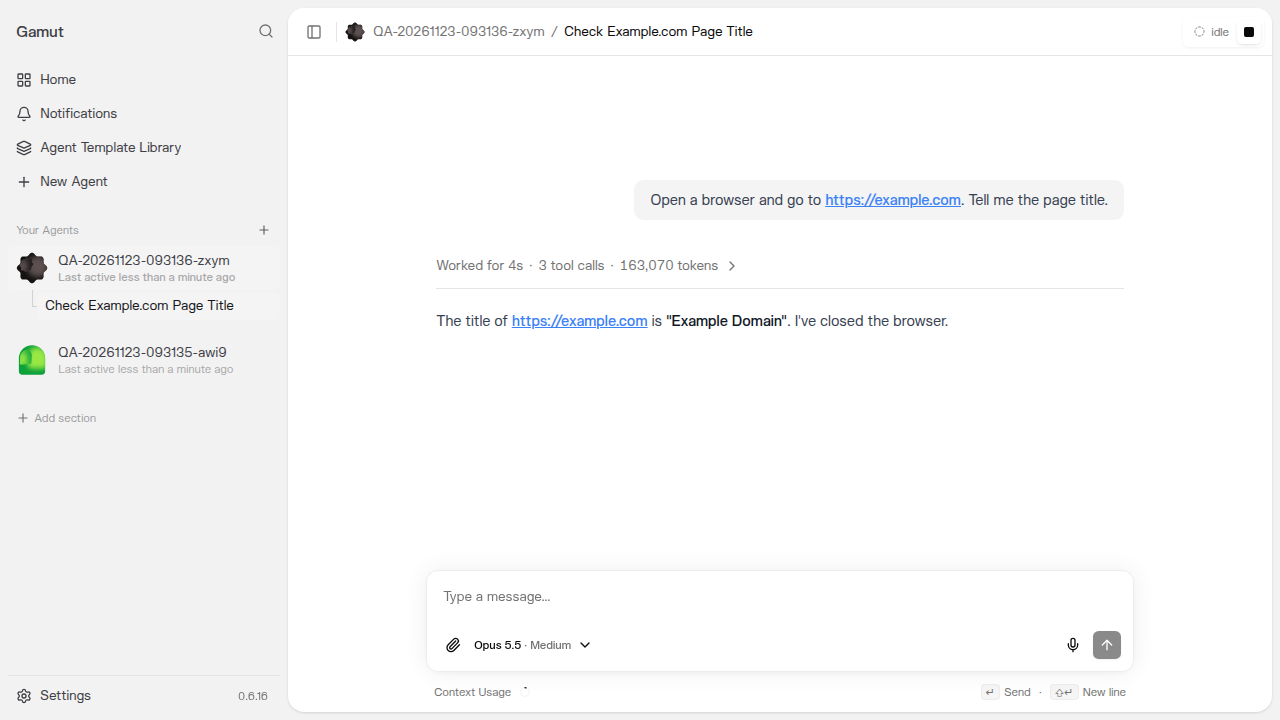 Gamut
Home
Notifications
Agent Template Library
New Agent
Your Agents
QA-20261123-093136-zxym
Last active less than a minute ago
Check Example.com Page Title
QA-20261123-093135-awi9
Last active less than a minute ago
Add section
Settings
0.6.16
QA-20261123-093136-zxym / Check Example.com Page Title
idle
Open a browser and go to https://example.com. Tell me the page title.
Worked for 4s · 3 tool calls · 163,070 tokens
The title of https://example.com is "Example Domain". I've closed the browser.
Type a message...
Opus 5.5 · Medium
Context Usage
Send · New line